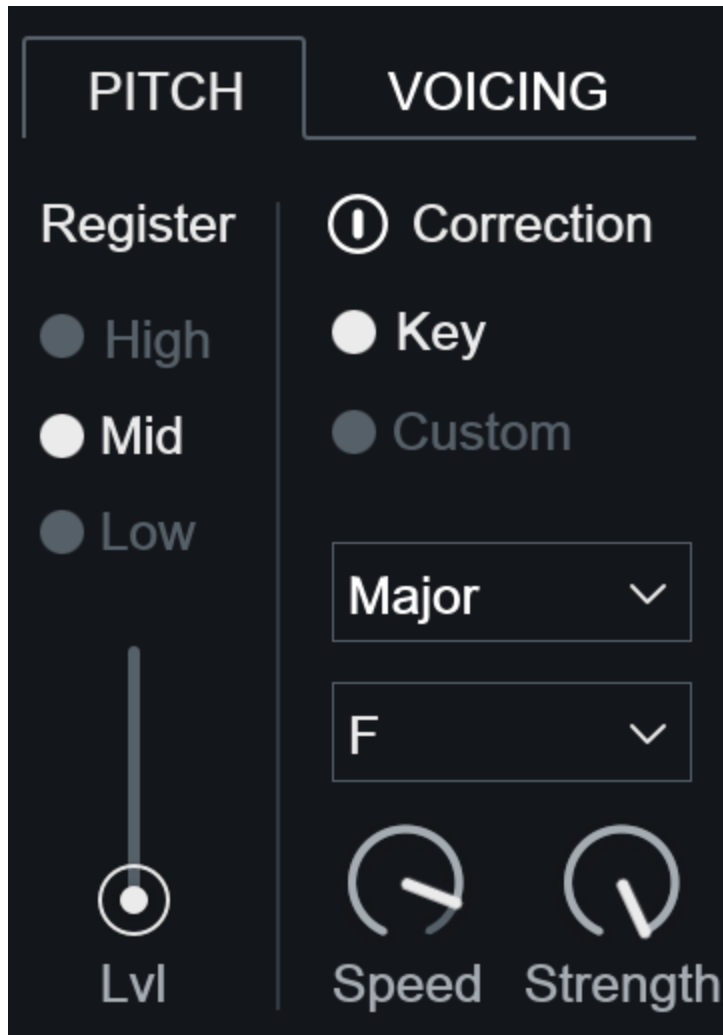 PITCH VOICING
Register
High
Mid
Low
Lvl
Correction
Key
Custom
Major
F
Speed Strength